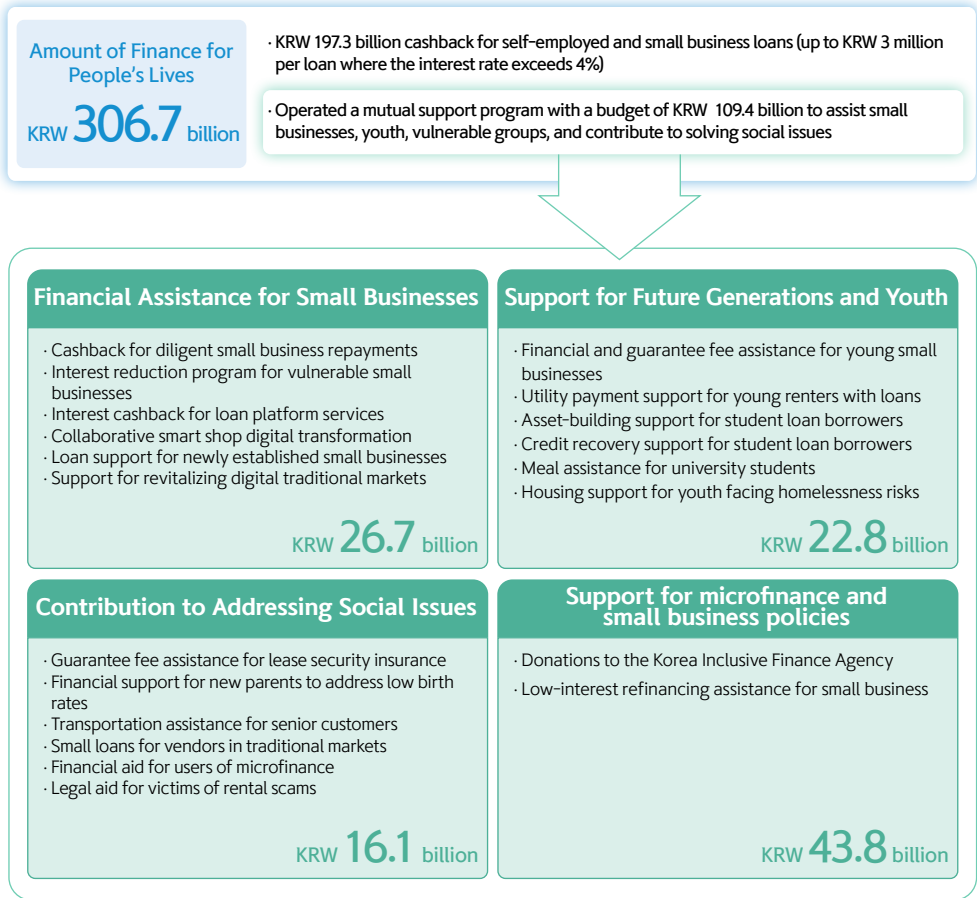 Amount of Finance for
People's Lives
KRW 306.7 billion
· KRW 197.3 billion cashback for self-employed and small business loans (up to KRW 3 million
per loan where the interest rate exceeds 4%)
· Operated a mutual support program with a budget of KRW 109.4 billion to assist small
businesses, youth, vulnerable groups, and contribute to solving social issues
Financial Assistance for Small Businesses
· Cashback for diligent small business repayments
· Interest reduction program for vulnerable small
businesses
· Interest cashback for loan platform services
· Collaborative smart shop digital transformation
· Loan support for newly established small businesses
· Support for revitalizing digital traditional markets
KRW 26.7 billion
Support for Future Generations and Youth
· Financial and guarantee fee assistance for young small
businesses
· Utility payment support for young renters with loans
· Asset-building support for student loan borrowers
· Credit recovery support for student loan borrowers
· Meal assistance for university students
· Housing support for youth facing homelessness risks
KRW 22.8 billion
Contribution to Addressing Social Issues
· Guarantee fee assistance for lease security insurance
· Financial support for new parents to address low birth
rates
· Transportation assistance for senior customers
· Small loans for vendors in traditional markets
· Financial aid for users of microfinance
· Legal aid for victims of rental scams
KRW 16.1 billion
Support for microfinance and
small business policies
· Donations to the Korea Inclusive Finance Agency
· Low-interest refinancing assistance for small business
KRW 43.8 billion